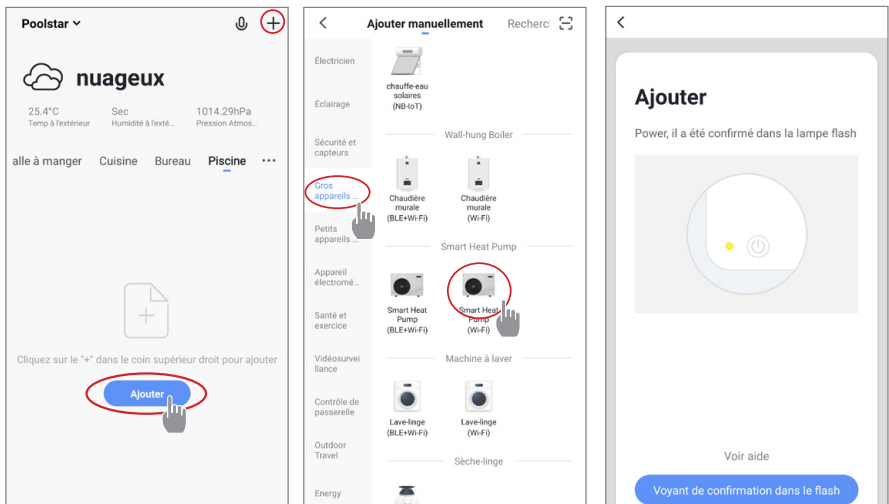 Poolstar
nuageux
25.4°C Sec 1014.29hPa
Temp à l'extérieur Humidité à l'exté... Pression Atmos...
alle à manger Cuisine Bureau Piscine ...
Cliquez sur le "+" dans le coin supérieur droit pour ajouter
Ajouter
Ajouter manuellement Recherc
Électricien
Éclairage
Sécurité et
capteurs
Gros
appareils ...
Petits
appareils ...
Appareil
électromé...
Santé et
exercice
Vidéosurvei
llance
Contrôle de
passerelle
Outdoor
Travel
Energy
chauffe-eau
solaires
(NB-IoT)
Wall-hung Boiler
Chaudière
murale
(BLE+Wi-Fi)
Chaudière
murale
(Wi-Fi)
Smart Heat Pump
Smart Heat
Pump
(BLE+Wi-Fi)
Smart Heat
Pump
(Wi-Fi)
Machine à laver
Lave-linge
(BLE+Wi-Fi)
Lave-linge
(Wi-Fi)
Sèche-linge
Ajouter
Power, il a été confirmé dans la lampe flash
Voir aide
Voyant de confirmation dans le flash